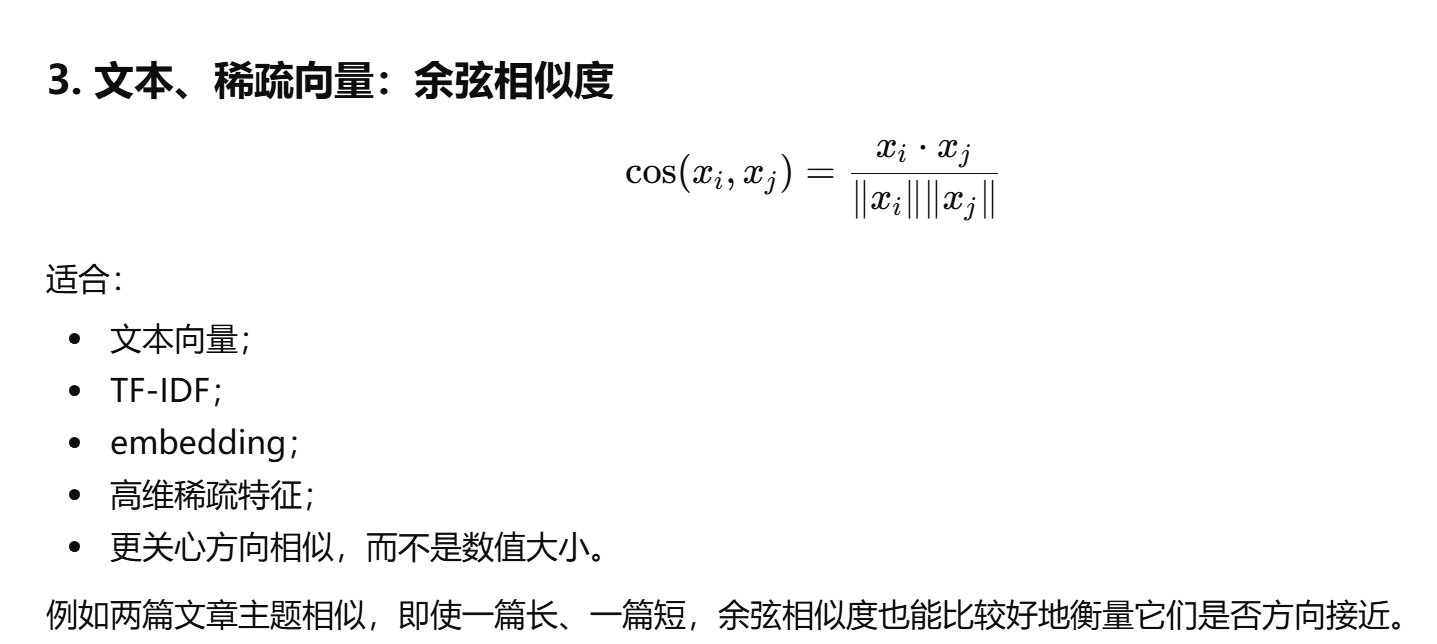 3. 文本、稀疏向量：余弦相似度
cos(x_i, x_j) = \frac{x_i · x_j}{‖x_i‖‖x_j‖}
适合：
• 文本向量；
• TF-IDF；
• embedding；
• 高维稀疏特征；
• 更关心方向相似，而不是数值大小。
例如两篇文章主题相似，即使一篇长、一篇短，余弦相似度也能比较好地衡量它们是否方向接近。